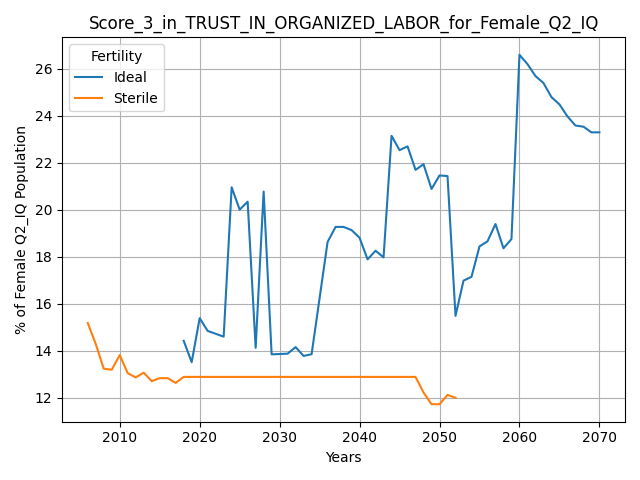 Score_3_in_TRUST_IN_ORGANIZED_LABOR_for_Female_Q2_IQ
Fertility
Ideal
Sterile
% of Female Q2_IQ Population
26
24
22
20
18
16
14
12
2010 2020 2030 2040 2050 2060 2070
Years